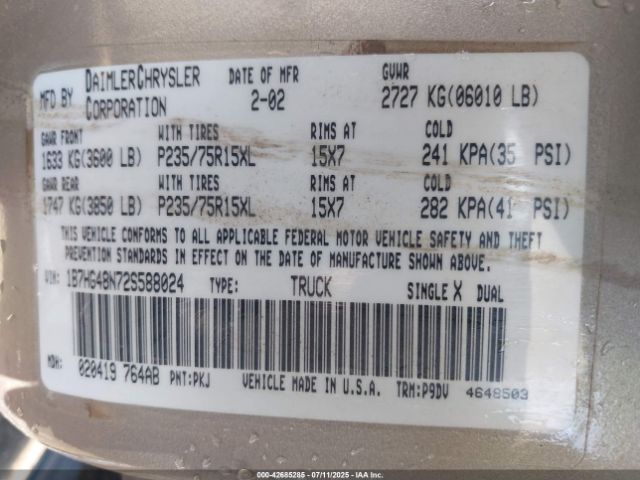 MFD BY DAIMLERCHRYSLER CORPORATION DATE OF MFR 2-02 GVWR 2727 KG(06010 LB)
GAWR FRONT WITH TIRES RIMS AT COLD
1633 KG(3600 LB) P235/75R15XL 15X7 241 KPA(35 PSI)
GAWR REAR WITH TIRES RIMS AT COLD
1747 KG(3850 LB) P235/75R15XL 15X7 282 KPA(41 PSI)
THIS VEHICLE CONFORMS TO ALL APPLICABLE FEDERAL MOTOR VEHICLE SAFETY AND THEFT
PREVENTION STANDARDS IN EFFECT ON THE DATE OF MANUFACTURE SHOWN ABOVE.
VIN: 1B7HG48N72S588024 TYPE: TRUCK SINGLE X DUAL
MDH: 020419 764AB PNT:PKJ VEHICLE MADE IN U.S.A. TRM:P9DV 4648503
000-42685285 - 07/11/2025 - IAAI.COM